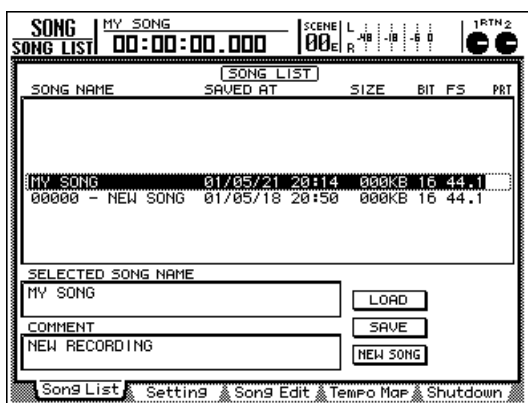 SONG MY SONG SCENE L 1RTN2
SONG LIST 00:00:00.000 00E R -48 -18 -6 0
SONG LIST
SONG NAME SAVED AT SIZE BIT FS PRT
MY SONG 01/05/21 20:14 000KB 16 44.1
00000 - NEW SONG 01/05/18 20:50 000KB 16 44.1
SELECTED SONG NAME
MY SONG
LOAD
COMMENT
SAVE
NEW RECORDING
NEW SONG
Song List Setting Song Edit Tempo Map Shutdown